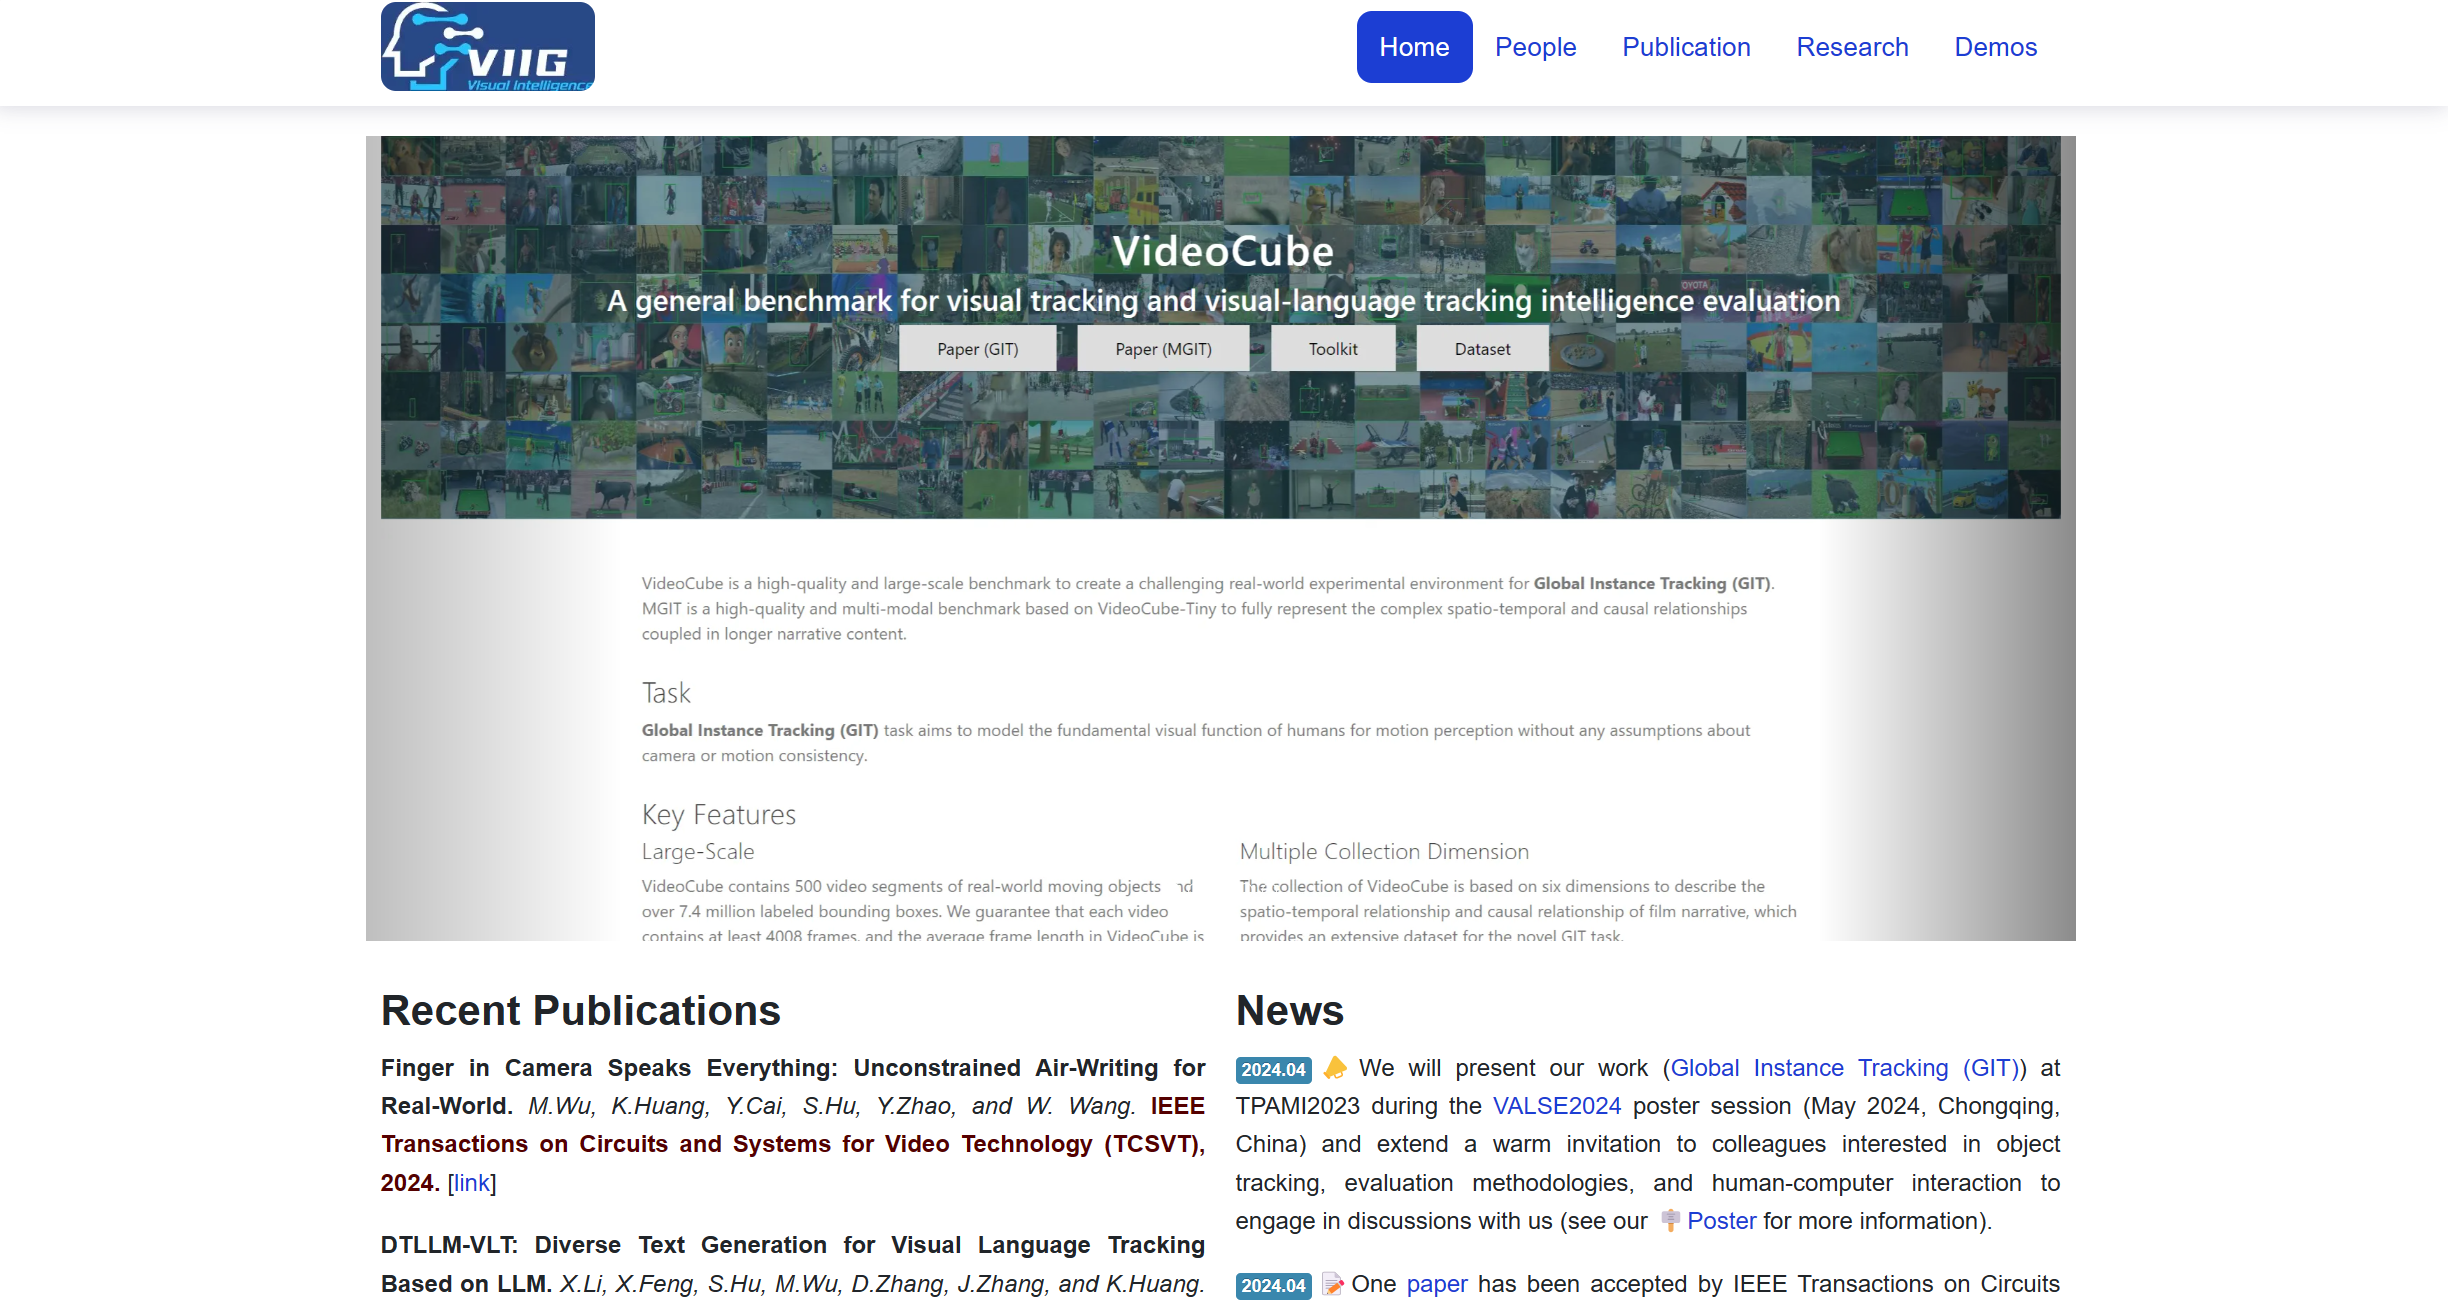 VIIG
Visual Intelligence
Home People Publication Research Demos
VideoCube
A general benchmark for visual tracking and visual-language tracking intelligence evaluation
Paper (GIT) Paper (MGIT) Toolkit Dataset
VideoCube is a high-quality and large-scale benchmark to create a challenging real-world experimental environment for Global Instance Tracking (GIT).
MGIT is a high-quality and multi-modal benchmark based on VideoCube-Tiny to fully represent the complex spatio-temporal and causal relationships
coupled in longer narrative content.
Task
Global Instance Tracking (GIT) task aims to model the fundamental visual function of humans for motion perception without any assumptions about
camera or motion consistency.
Key Features
Large-Scale
VideoCube contains 500 video segments of real-world moving objects nd
over 7.4 million labeled bounding boxes. We guarantee that each video
contains at least 4008 frames, and the average frame length in VideoCube is
Multiple Collection Dimension
The collection of VideoCube is based on six dimensions to describe the
spatio-temporal relationship and causal relationship of film narrative, which
provides an extensive dataset for the novel GIT task.
Recent Publications
Finger in Camera Speaks Everything: Unconstrained Air-Writing for
Real-World. M.Wu, K.Huang, Y.Cai, S.Hu, Y.Zhao, and W. Wang. IEEE
Transactions on Circuits and Systems for Video Technology (TCSVT),
2024. [link]
DTLLM-VLT: Diverse Text Generation for Visual Language Tracking
Based on LLM. X.Li, X.Feng, S.Hu, M.Wu, D.Zhang, J.Zhang, and K.Huang.
News
2024.04 We will present our work (Global Instance Tracking (GIT)) at
TPAMI2023 during the VALSE2024 poster session (May 2024, Chongqing,
China) and extend a warm invitation to colleagues interested in object
tracking, evaluation methodologies, and human-computer interaction to
engage in discussions with us (see our Poster for more information).
2024.04 One paper has been accepted by IEEE Transactions on Circuits